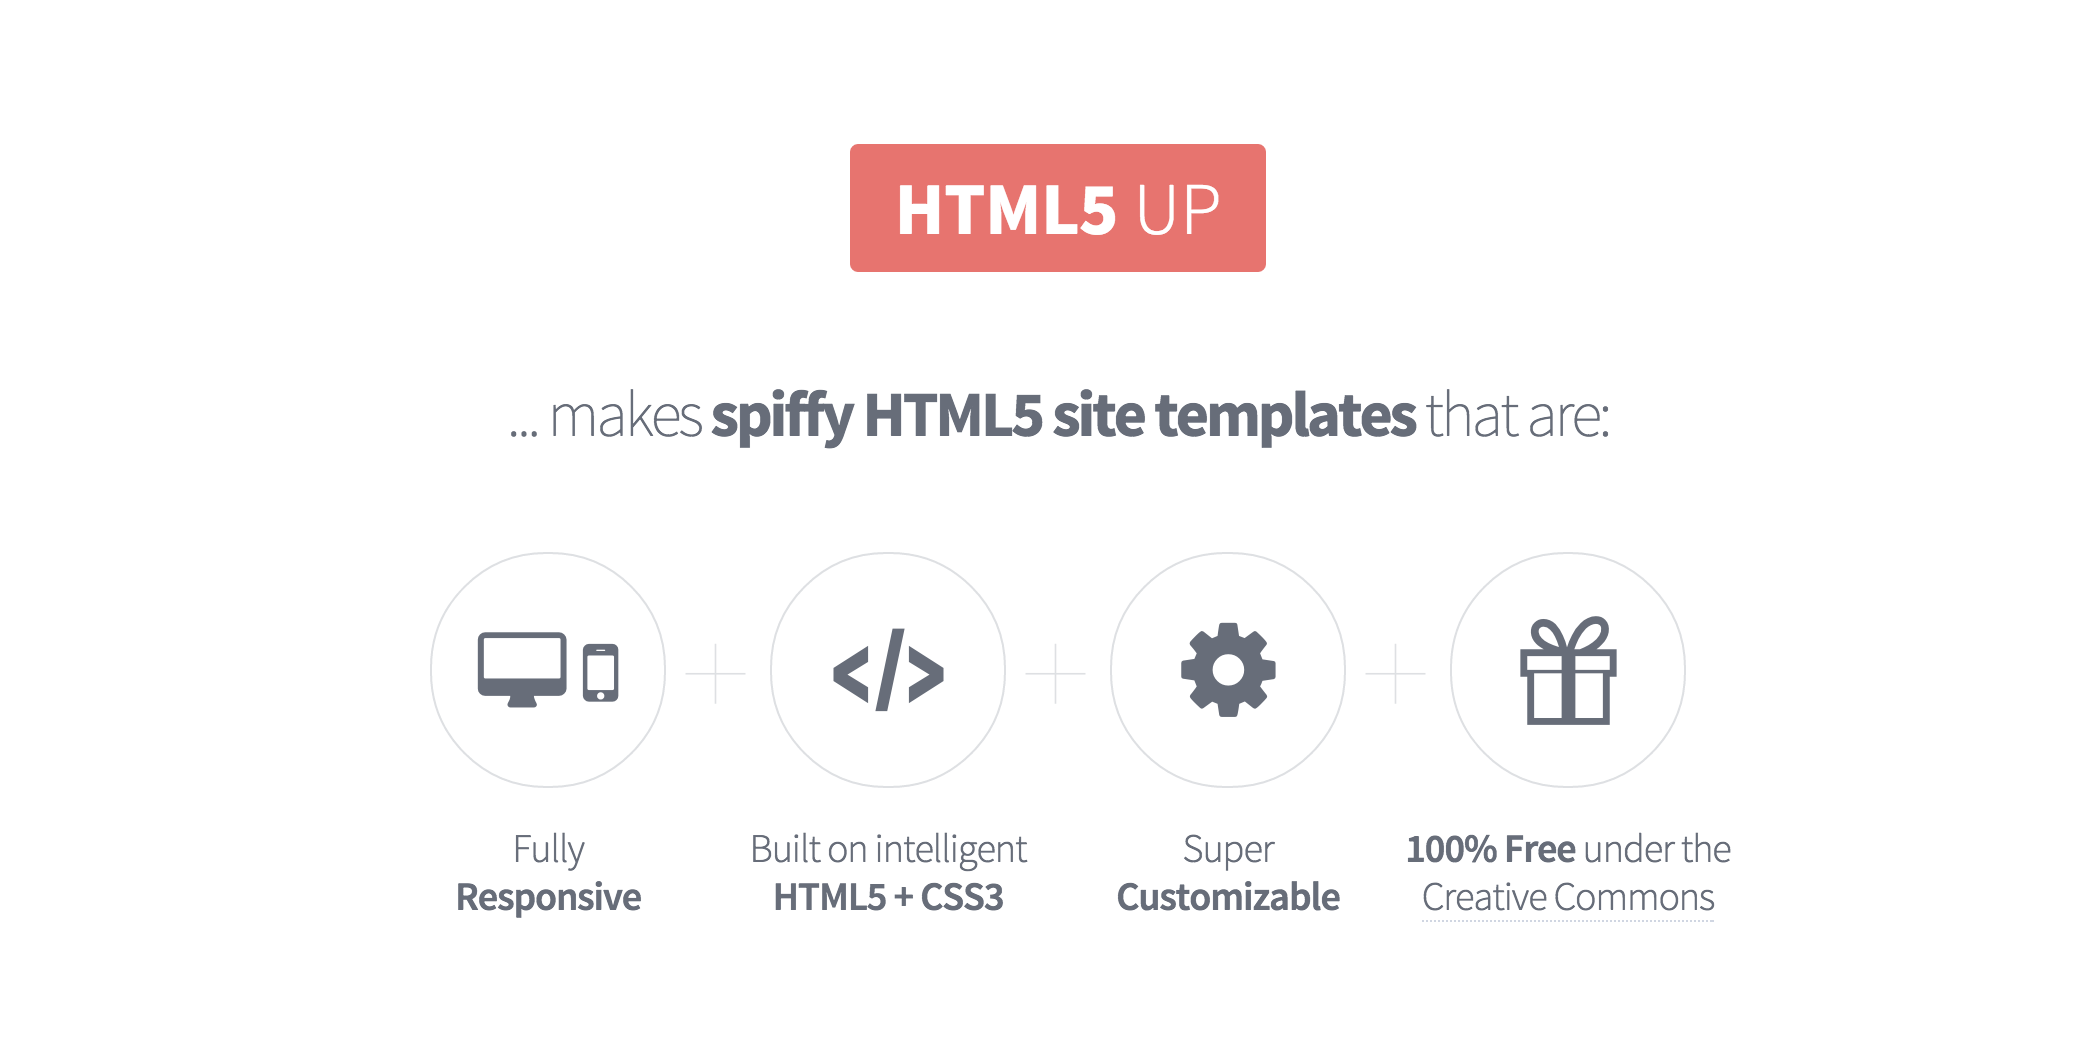 HTML5 UP
... makes spiffy HTML5 site templates that are:
Fully
Responsive
Built on intelligent
HTML5 + CSS3
Super
Customizable
100% Free under the
Creative Commons